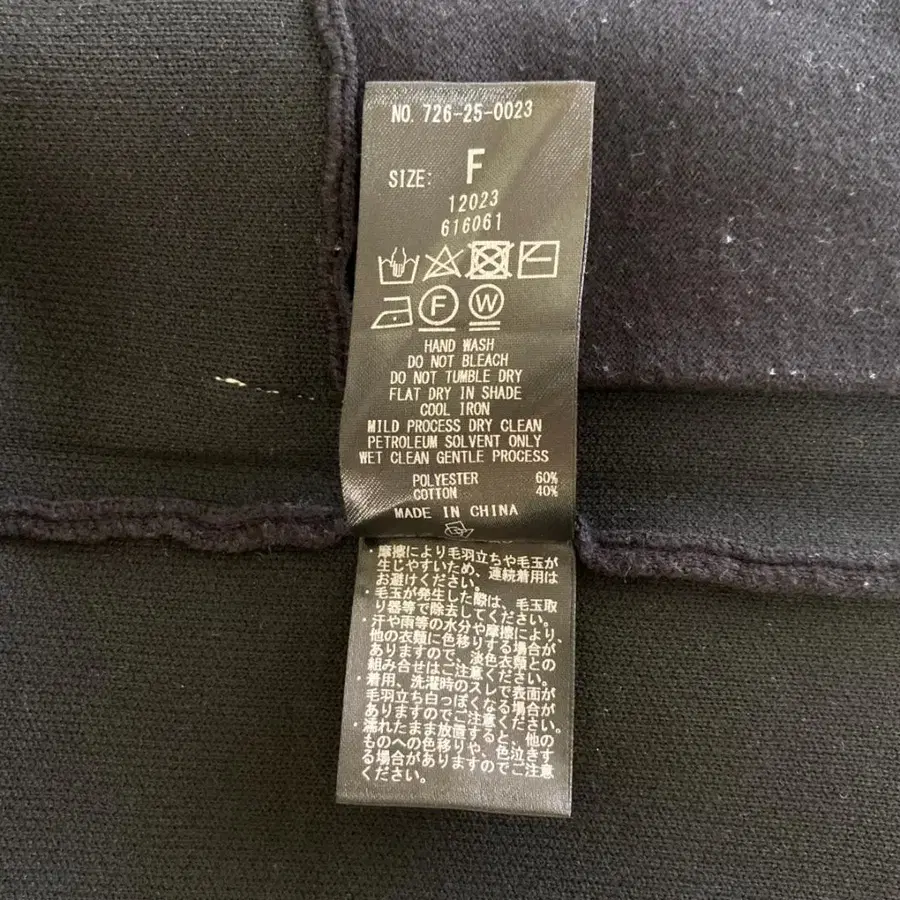 NO. 726-25-0023
SIZE: F
12023
616061
F W
HAND WASH
DO NOT BLEACH
DO NOT TUMBLE DRY
FLAT DRY IN SHADE
COOL IRON
MILD PROCESS DRY CLEAN
PETROLEUM SOLVENT ONLY
WET CLEAN GENTLE PROCESS
POLYESTER 60%
COTTON 40%
MADE IN CHINA
・摩擦により毛羽立ちや毛玉が
生じやすいため、連続着用は
お避けください。
・毛玉が発生した際は、毛玉取
り器等で除去してください。
・汗や雨等の水分や摩擦により、
他の衣類に色移りする場合が
ありますので、淡色衣類との
組み合せはご注意ください。
・着用、洗濯時のスレで表面が
毛羽立ち白っぽくなる場合が
ありますのでご注意ください。
・濡れたまま放置すると、他の
ものへの色移りや、色泣きす
る場合がありますのでご注意
ください。